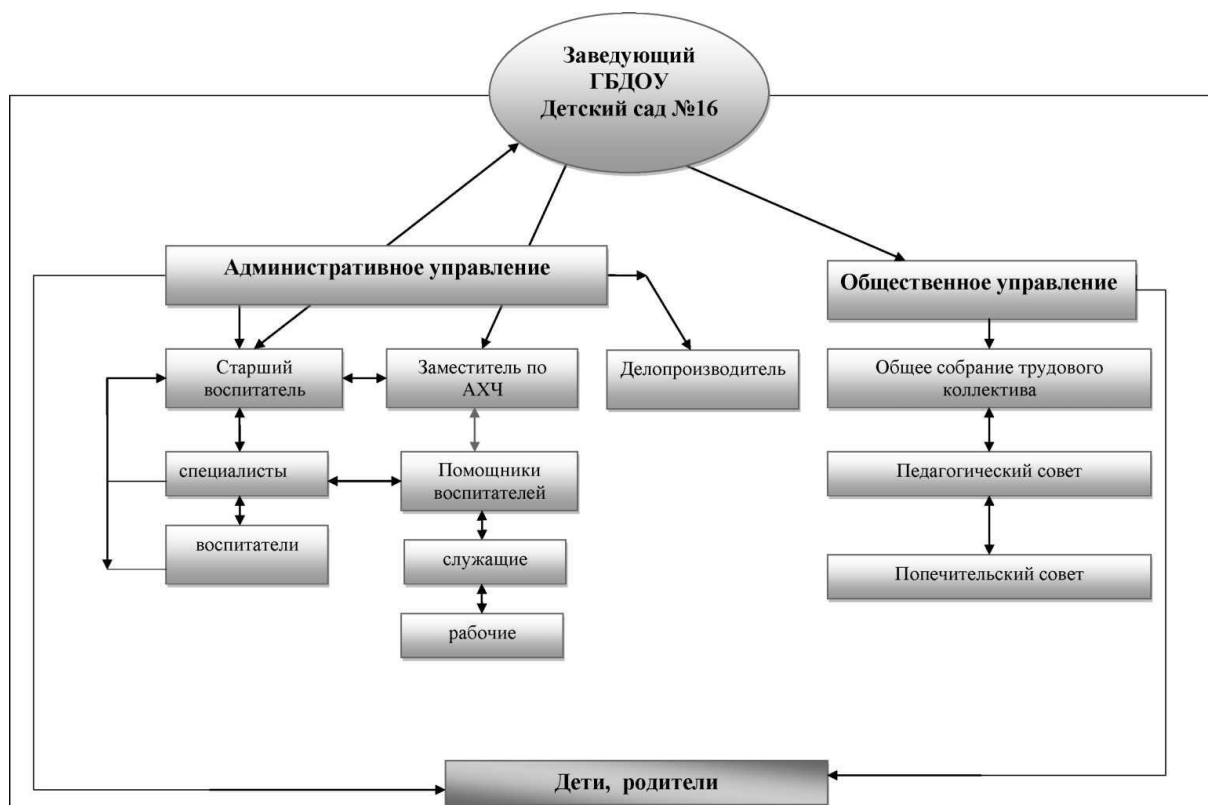 Заведующий
ГБДОУ
Детский сад №16
Административное управление
Общественное управление
Старший
воспитатель
Заместитель по
АХЧ
Делопроизводитель
Общее собрание трудового
коллектива
специалисты
Помощники
воспитателей
Педагогический совет
воспитатели
служащие
Попечительский совет
рабочие
Дети, родители